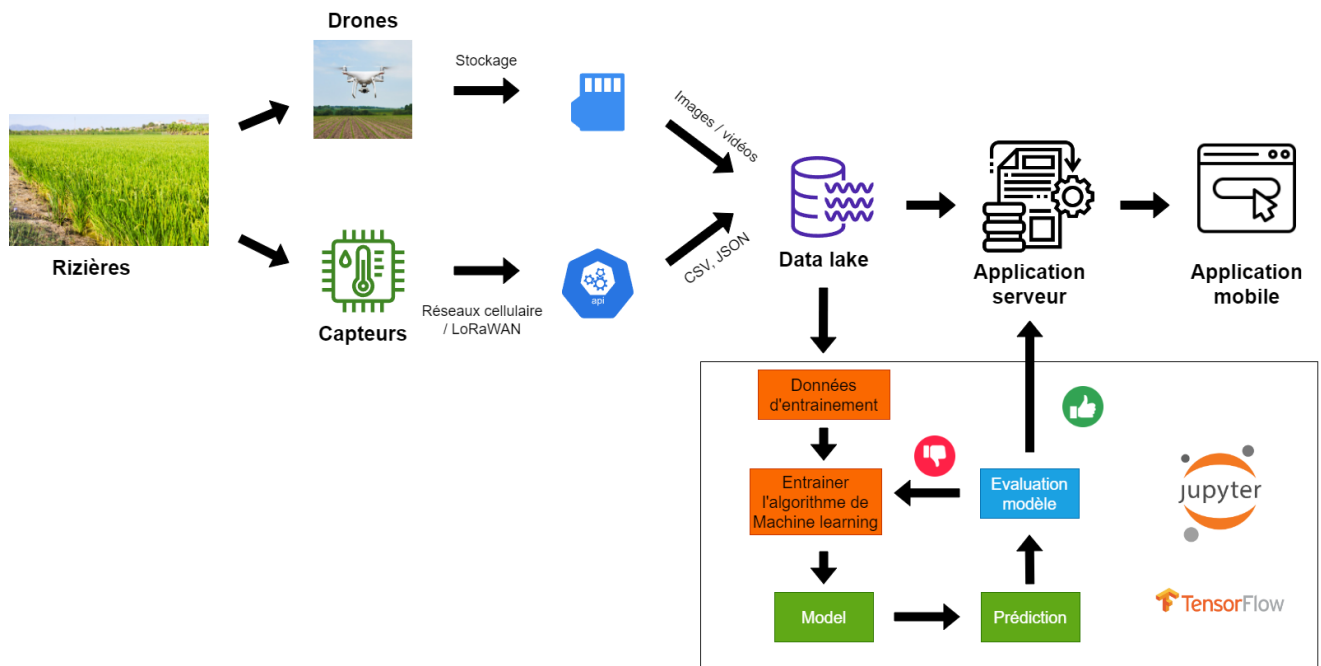 Drones
Stockage
Rizières
Capteurs
Réseaux cellulaire
/ LoRaWAN
api
Images / vidéos
CSV, JSON
Data lake
Application
serveur
Application
mobile
Données
d'entrainement
Entrainer
l'algorithme de
Machine learning
Evaluation
modèle
Model
Prédiction
jupyter
TensorFlow